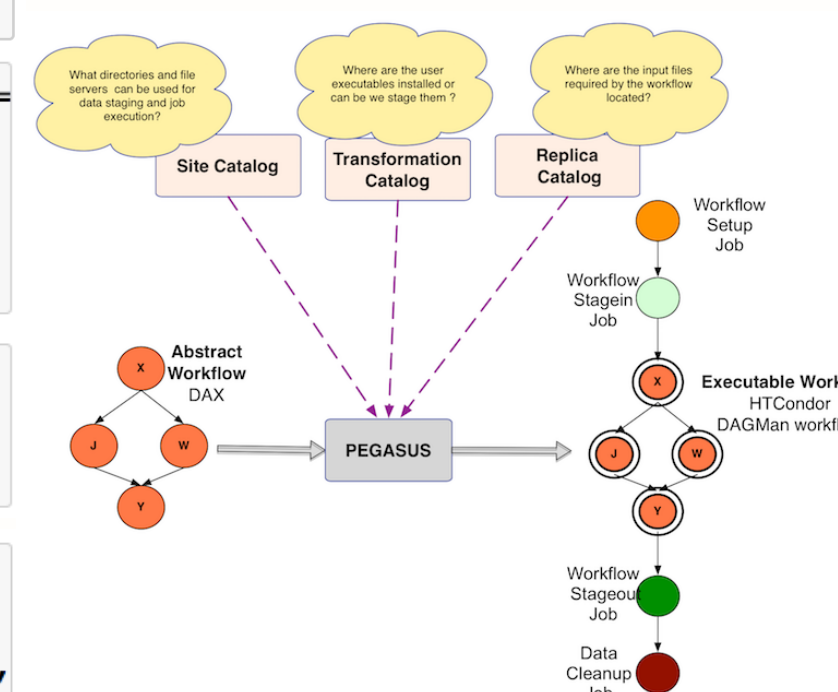 What directories and file
servers can be used for
data staging and job
execution?
Where are the user
executables installed or
can be we stage them ?
Where are the input files
required by the workflow
located?
Site Catalog
Transformation
Catalog
Replica
Catalog
Workflow
Setup
Job
Workflow
Stagein
Job
Abstract
Workflow
DAX
X
J
W
Y
PEGASUS
X
J
W
Y
Executable Work
HTCondor
DAGMan workfl
Workflow
Stageout
Job
Data
Cleanup
Job